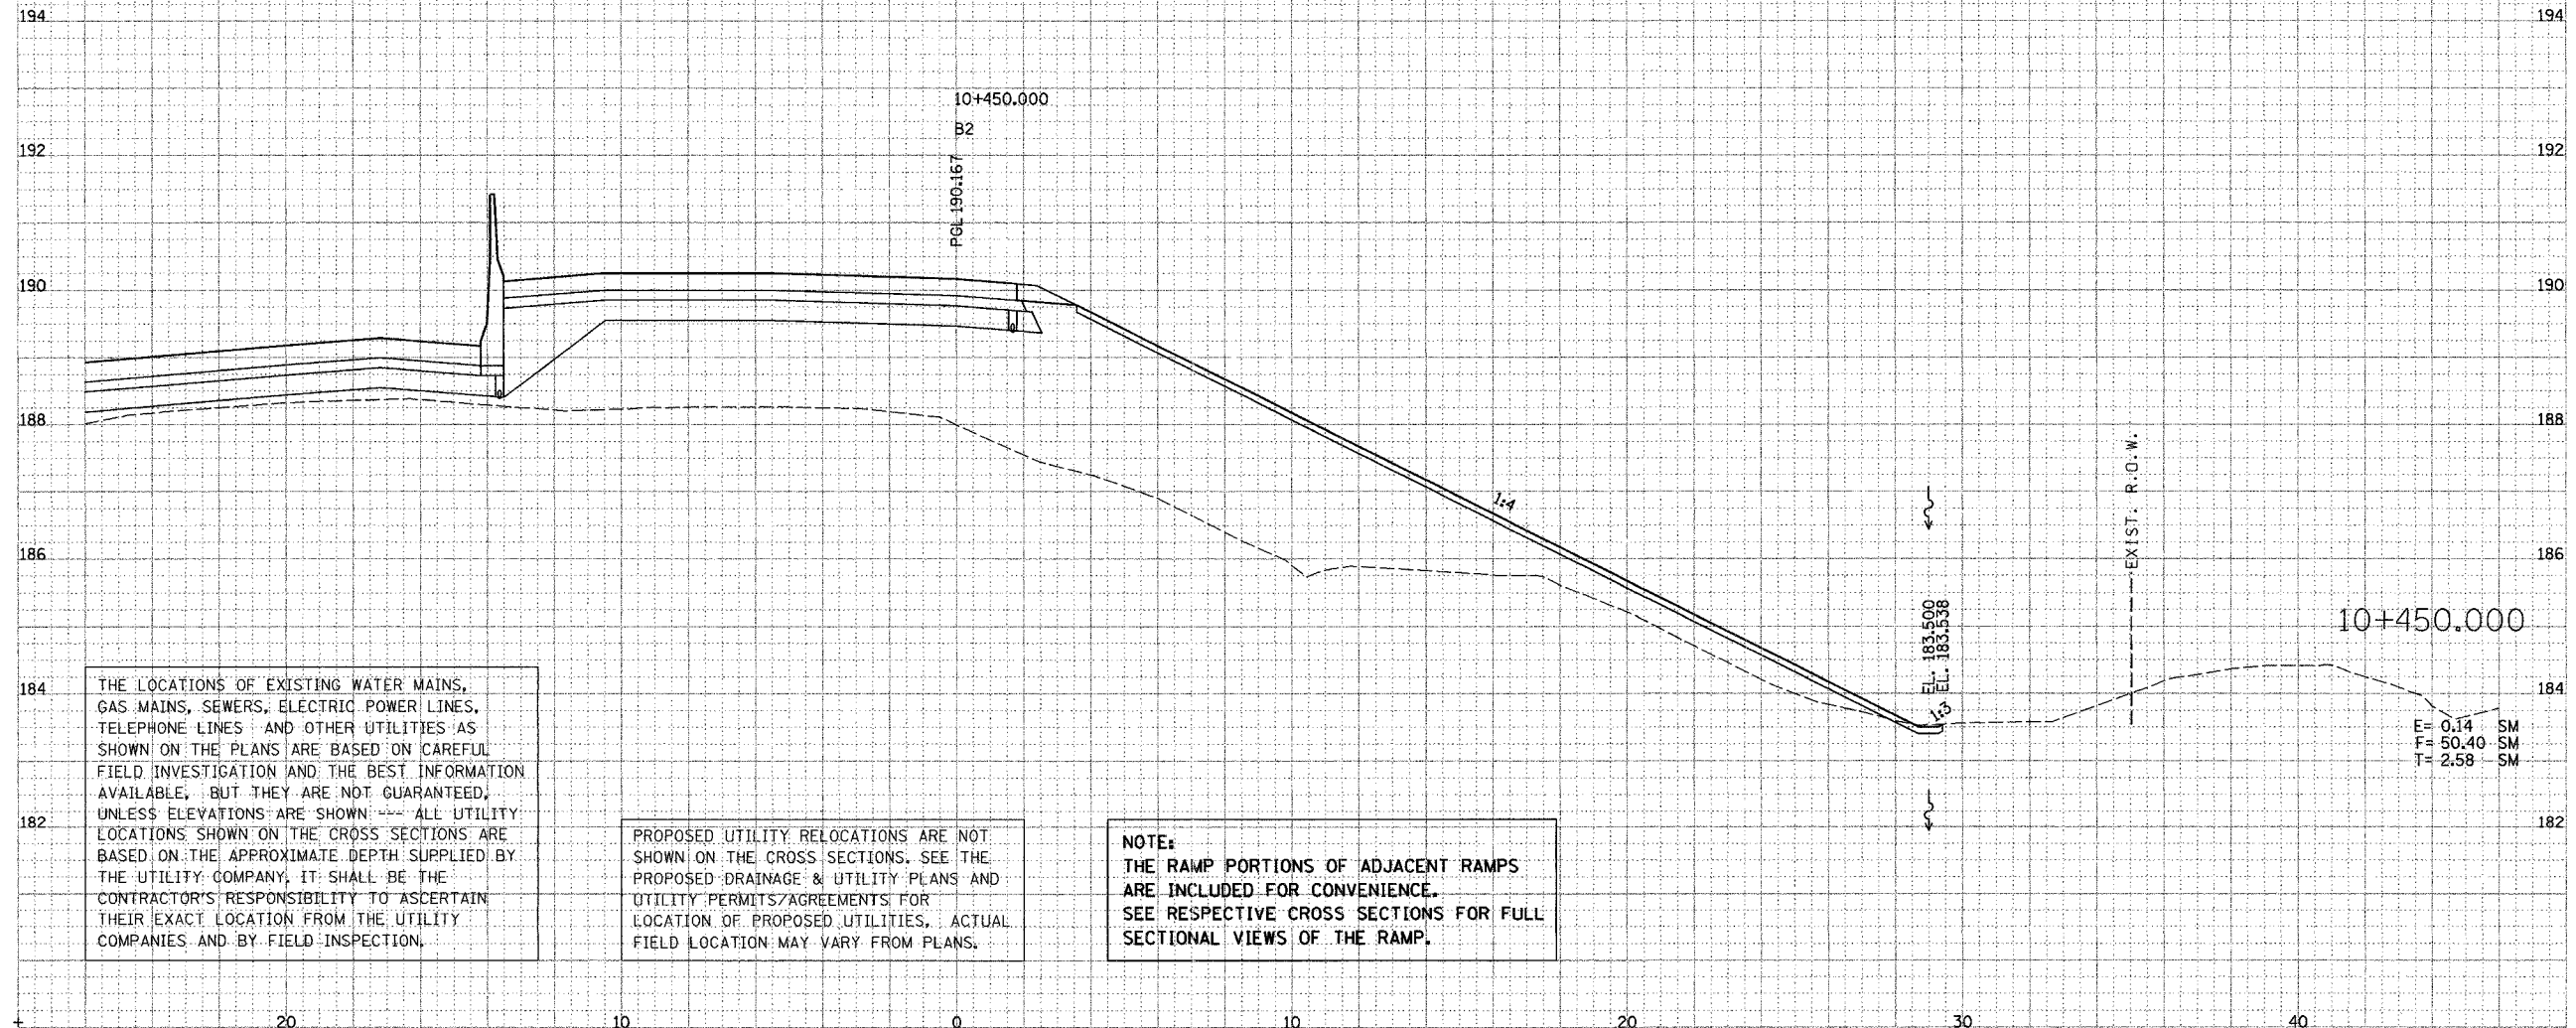 194
194
10+450.000
B2
192
192
PGL 190.167
190
190
188
188
EXIST. R.O.W.
1:4
186
186
EL. 183.500
EL. 183.538
10+450.000
184
184
1:3
E= 0.14 SM
F= 50.40 SM
T= 2.58 SM
THE LOCATIONS OF EXISTING WATER MAINS,
GAS MAINS, SEWERS, ELECTRIC POWER LINES,
TELEPHONE LINES AND OTHER UTILITIES AS
SHOWN ON THE PLANS ARE BASED ON CAREFUL
FIELD INVESTIGATION AND THE BEST INFORMATION
AVAILABLE, BUT THEY ARE NOT GUARANTEED,
UNLESS ELEVATIONS ARE SHOWN --- ALL UTILITY
LOCATIONS SHOWN ON THE CROSS SECTIONS ARE
BASED ON THE APPROXIMATE DEPTH SUPPLIED BY
THE UTILITY COMPANY. IT SHALL BE THE
CONTRACTOR'S RESPONSIBILITY TO ASCERTAIN
THEIR EXACT LOCATION FROM THE UTILITY
COMPANIES AND BY FIELD INSPECTION.
182
182
PROPOSED UTILITY RELOCATIONS ARE NOT
SHOWN ON THE CROSS SECTIONS. SEE THE
PROPOSED DRAINAGE & UTILITY PLANS AND
UTILITY PERMITS/AGREEMENTS FOR
LOCATION OF PROPOSED UTILITIES, ACTUAL
FIELD LOCATION MAY VARY FROM PLANS.
NOTE:
THE RAMP PORTIONS OF ADJACENT RAMPS
ARE INCLUDED FOR CONVENIENCE.
SEE RESPECTIVE CROSS SECTIONS FOR FULL
SECTIONAL VIEWS OF THE RAMP.
20
10
0
10
20
30
40